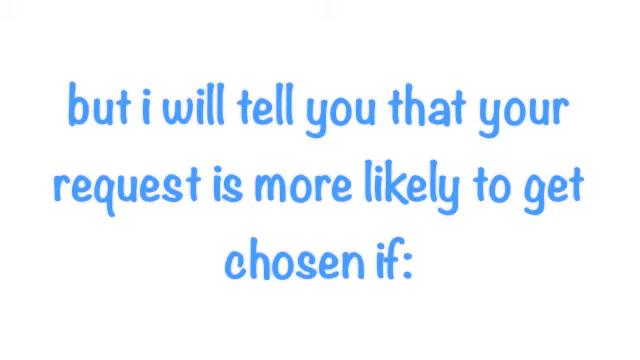 but i will tell you that your
request is more likely to get
chosen if: